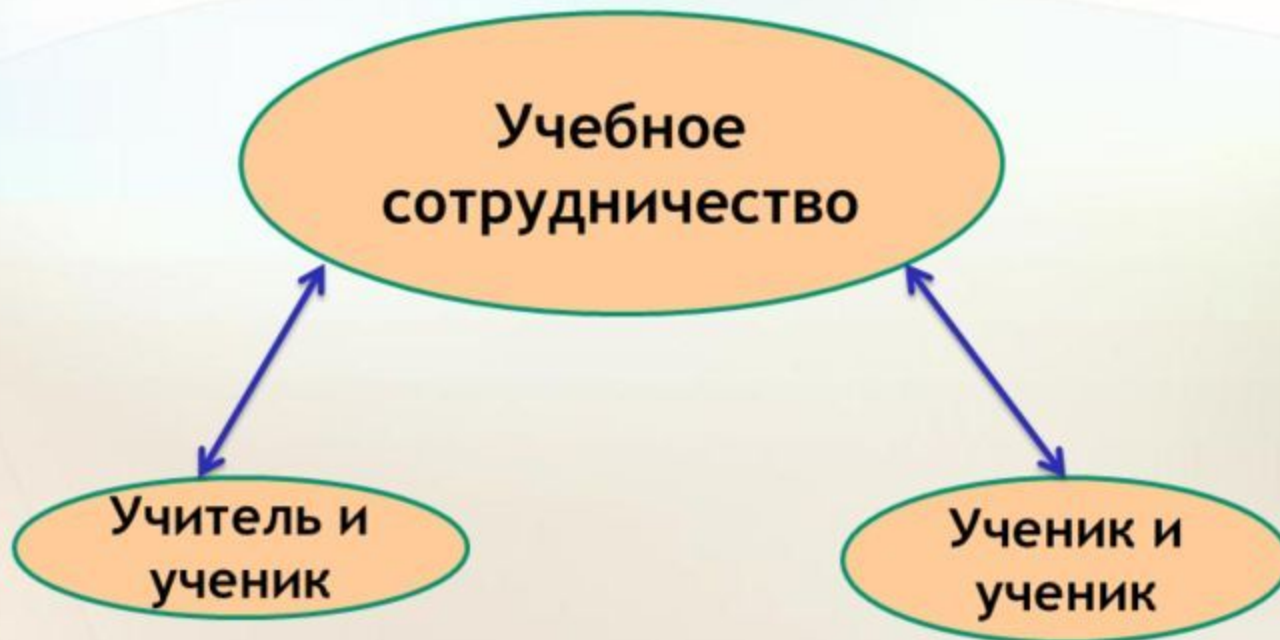 Учебное
сотрудничество
Учитель и
ученик
Ученик и
ученик